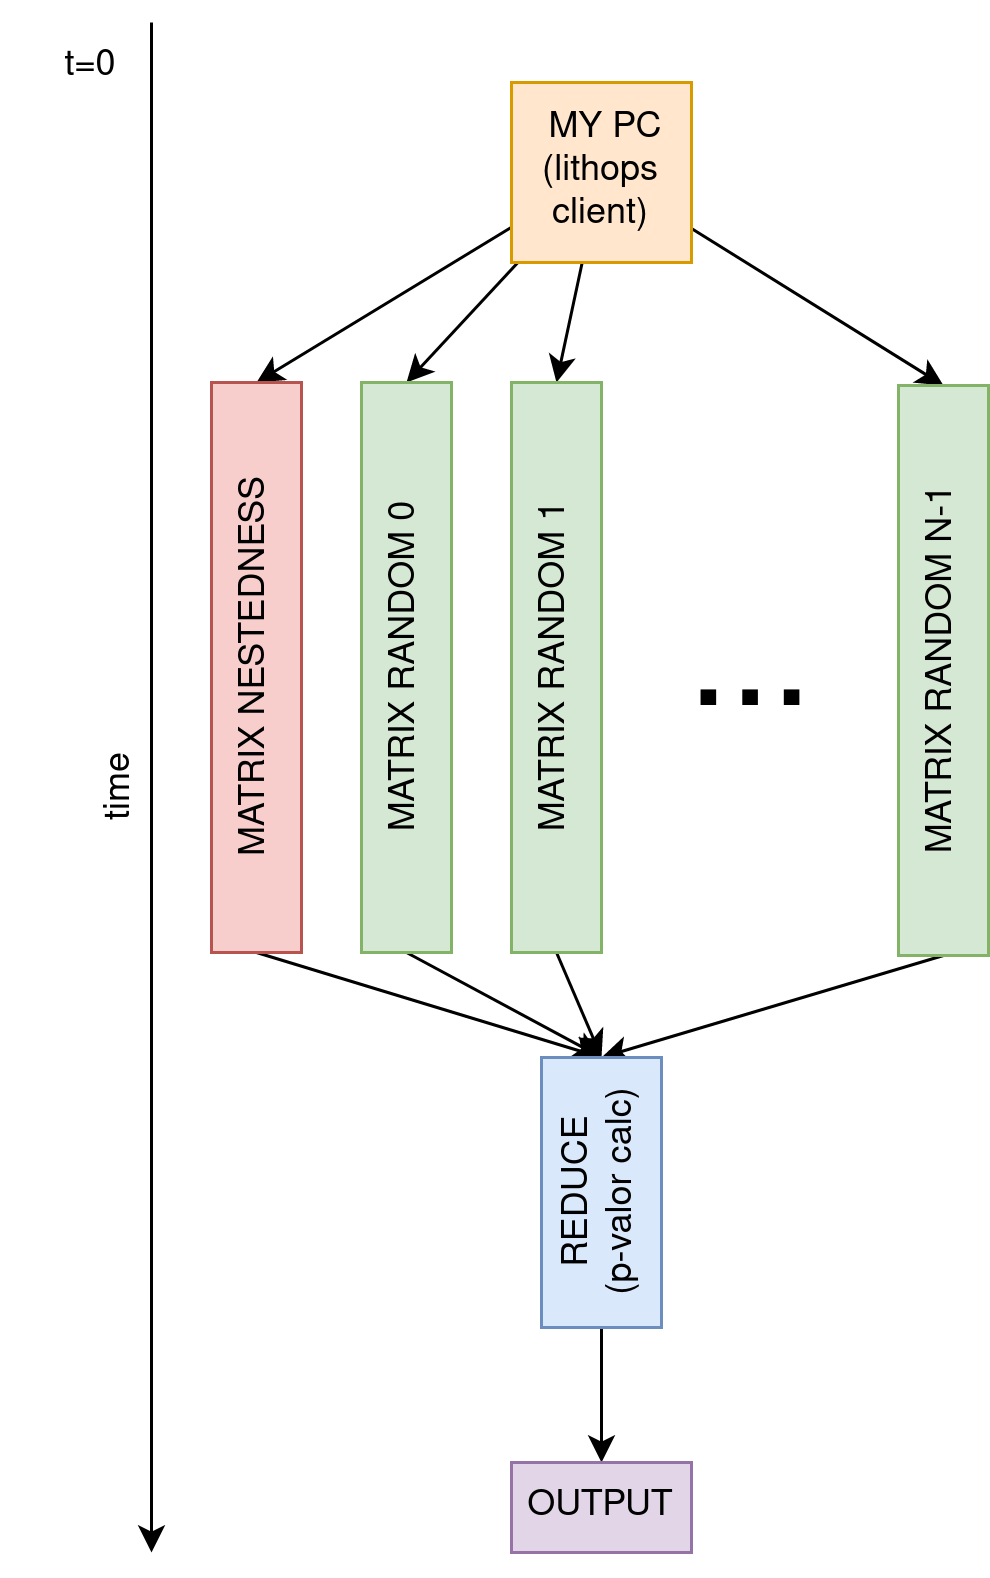 t=0
MY PC
(lithops
client)
MATRIX NESTEDNESS
MATRIX RANDOM 0
MATRIX RANDOM 1
...
MATRIX RANDOM N-1
time
REDUCE
(p-valor calc)
OUTPUT